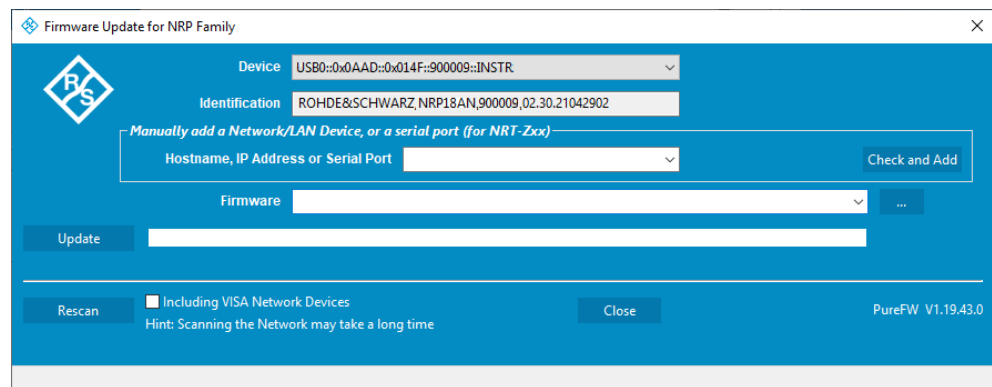 Firmware Update for NRP Family
R S
Device USB0::0x0AAD::0x014F::900009::INSTR
Identification ROHDE&SCHWARZ,NRP18AN,900009,02.30.21042902
Manually add a Network/LAN Device, or a serial port (for NRT-Zxx)
Hostname, IP Address or Serial Port Check and Add
Firmware ...
Update
Rescan Including VISA Network Devices Close PureFW V1.19.43.0
Hint: Scanning the Network may take a long time